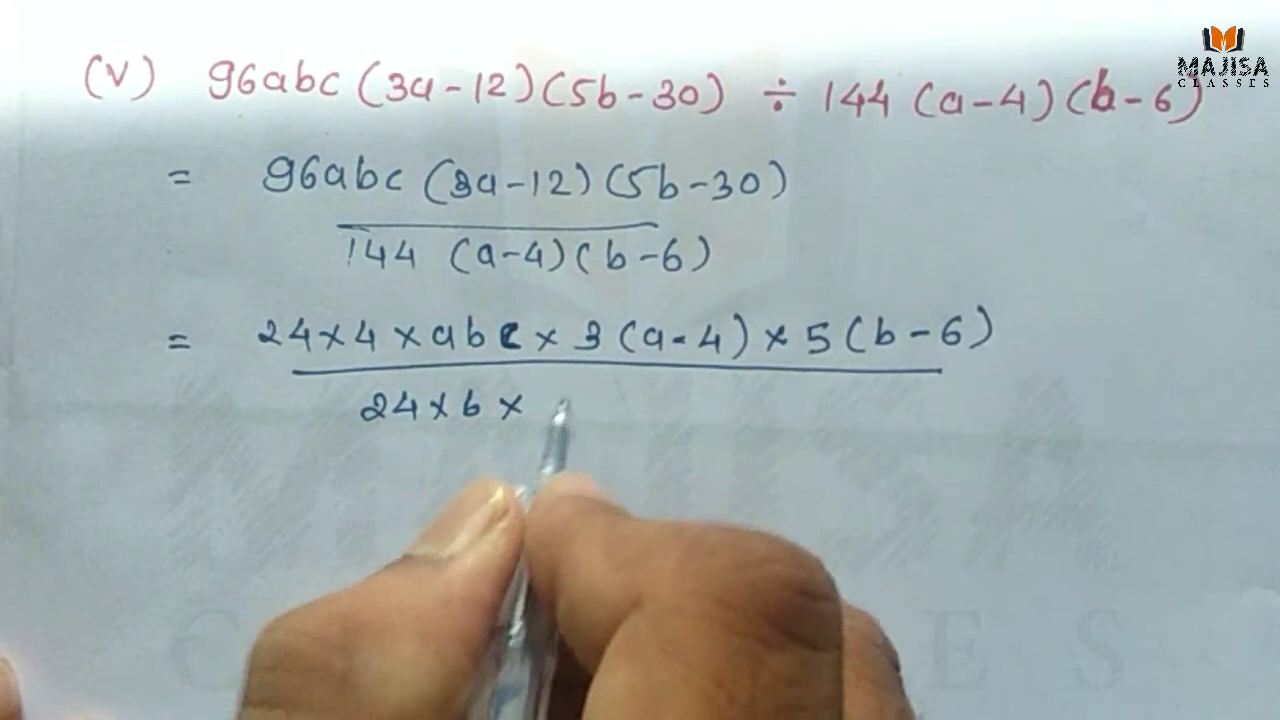 MAJISA
CLASSES
(V) 96abc (3a-12) (5b-30) ÷ 144 (a-4) (b-6)
= 96abc (3a-12) (5b-30)
144 (a-4) (b-6)
= 24×4×abc×3(a-4)×5(b-6)
24×6×